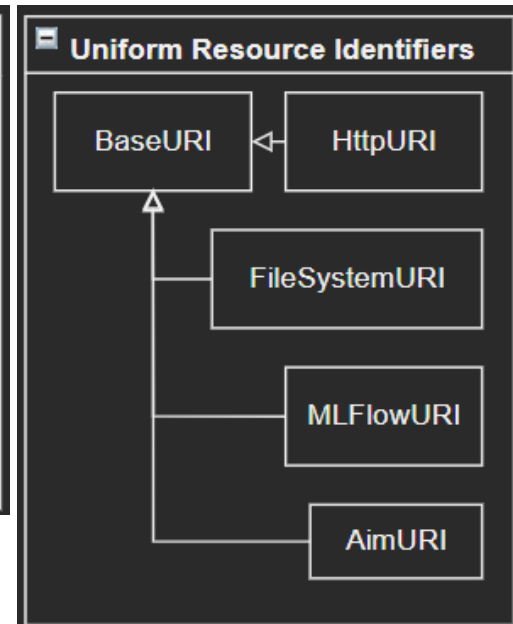 Uniform Resource Identifiers
BaseURI
HttpURI
FileSystemURI
MLFlowURI
AimURI